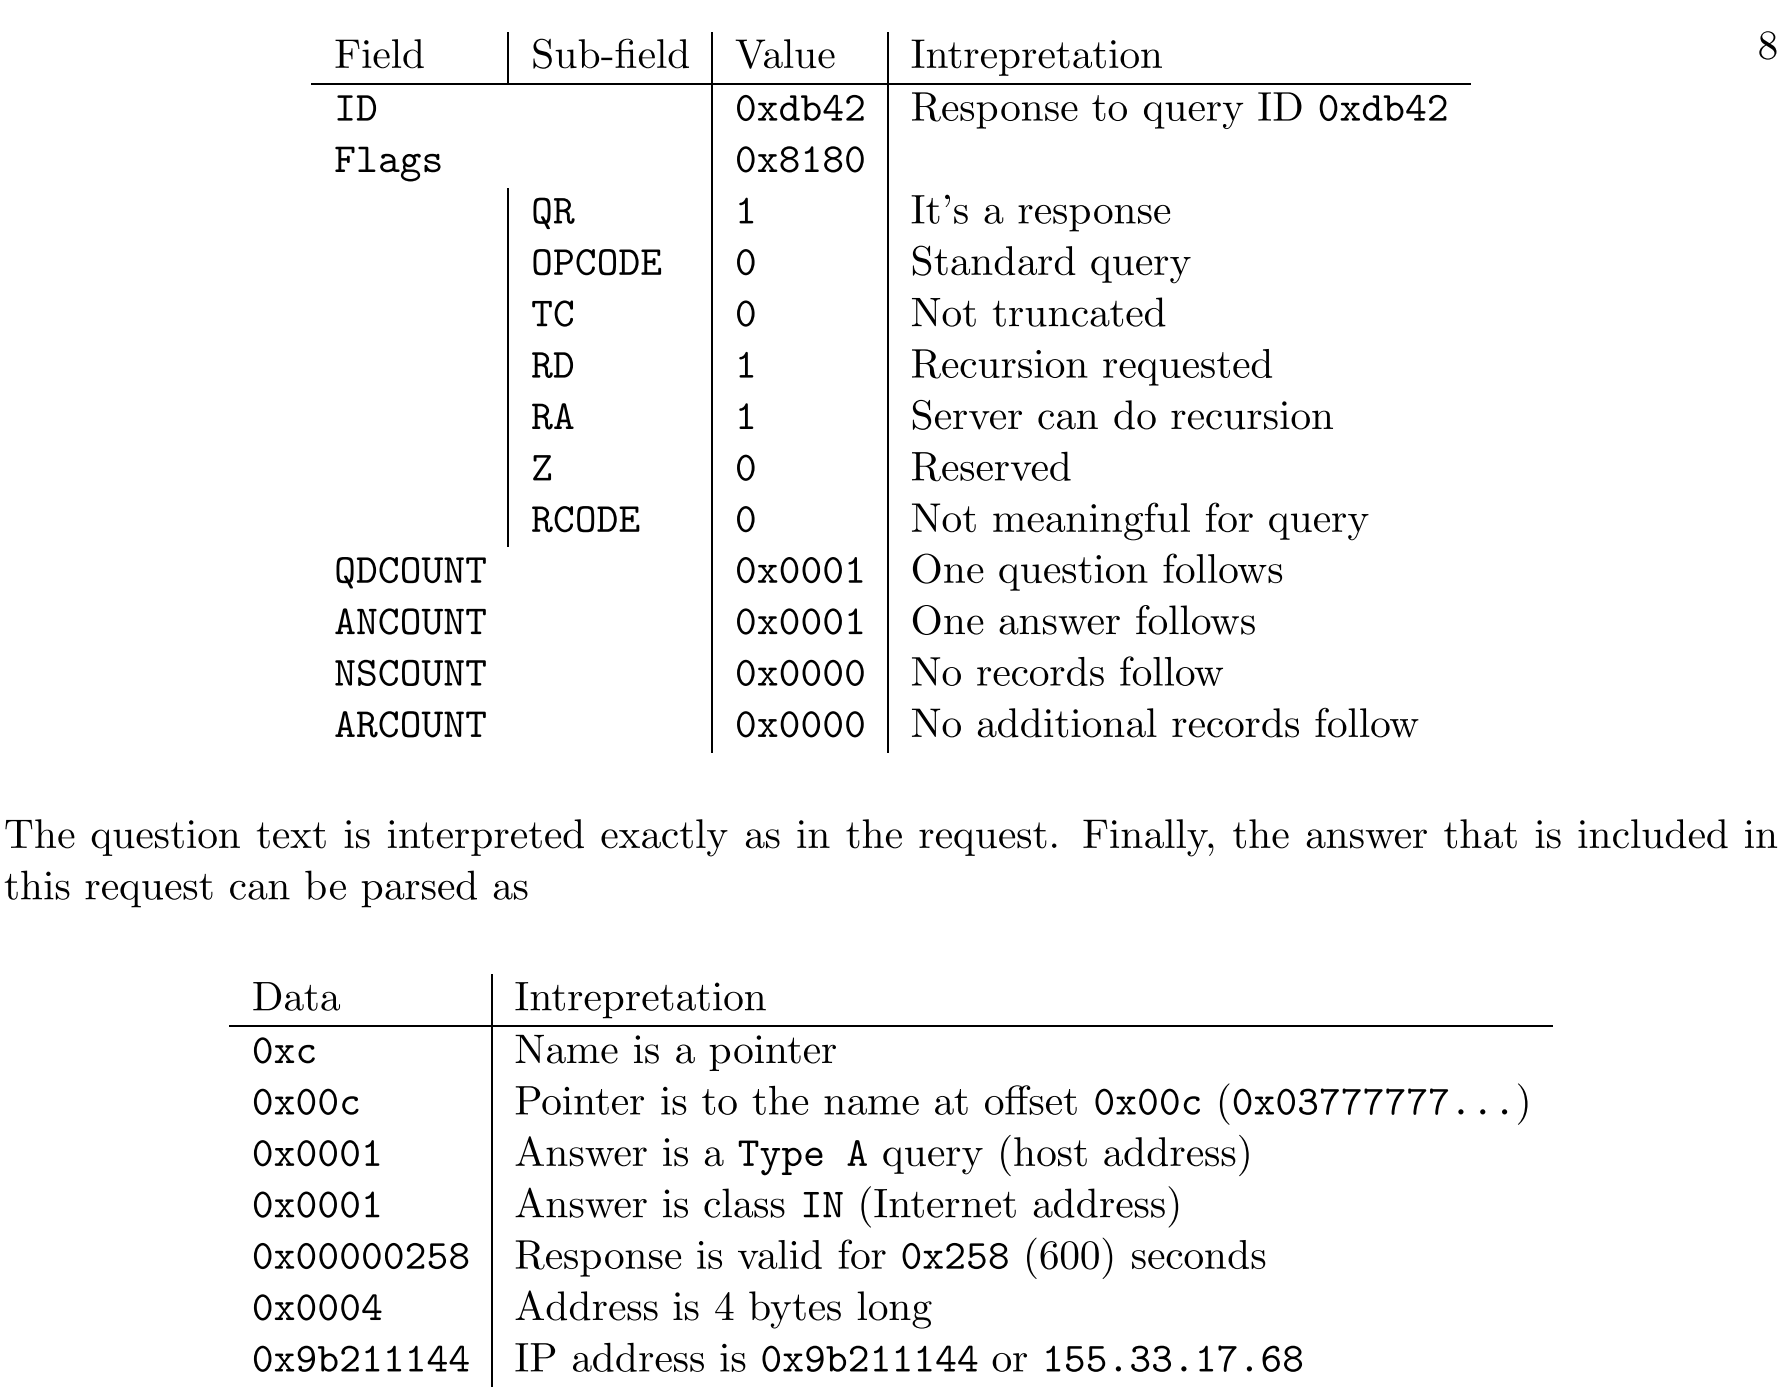 8
Field Sub-field Value Intrepretation
ID 0xdb42 Response to query ID 0xdb42
Flags 0x8180
QR 1 It's a response
OPCODE 0 Standard query
TC 0 Not truncated
RD 1 Recursion requested
RA 1 Server can do recursion
Z 0 Reserved
RCODE 0 Not meaningful for query
QDCOUNT 0x0001 One question follows
ANCOUNT 0x0001 One answer follows
NSCOUNT 0x0000 No records follow
ARCOUNT 0x0000 No additional records follow
The question text is interpreted exactly as in the request. Finally, the answer that is included in
this request can be parsed as
Data Intrepretation
0xc Name is a pointer
0x00c Pointer is to the name at offset 0x00c (0x03777777...)
0x0001 Answer is a Type A query (host address)
0x0001 Answer is class IN (Internet address)
0x00000258 Response is valid for 0x258 (600) seconds
0x0004 Address is 4 bytes long
0x9b211144 IP address is 0x9b211144 or 155.33.17.68